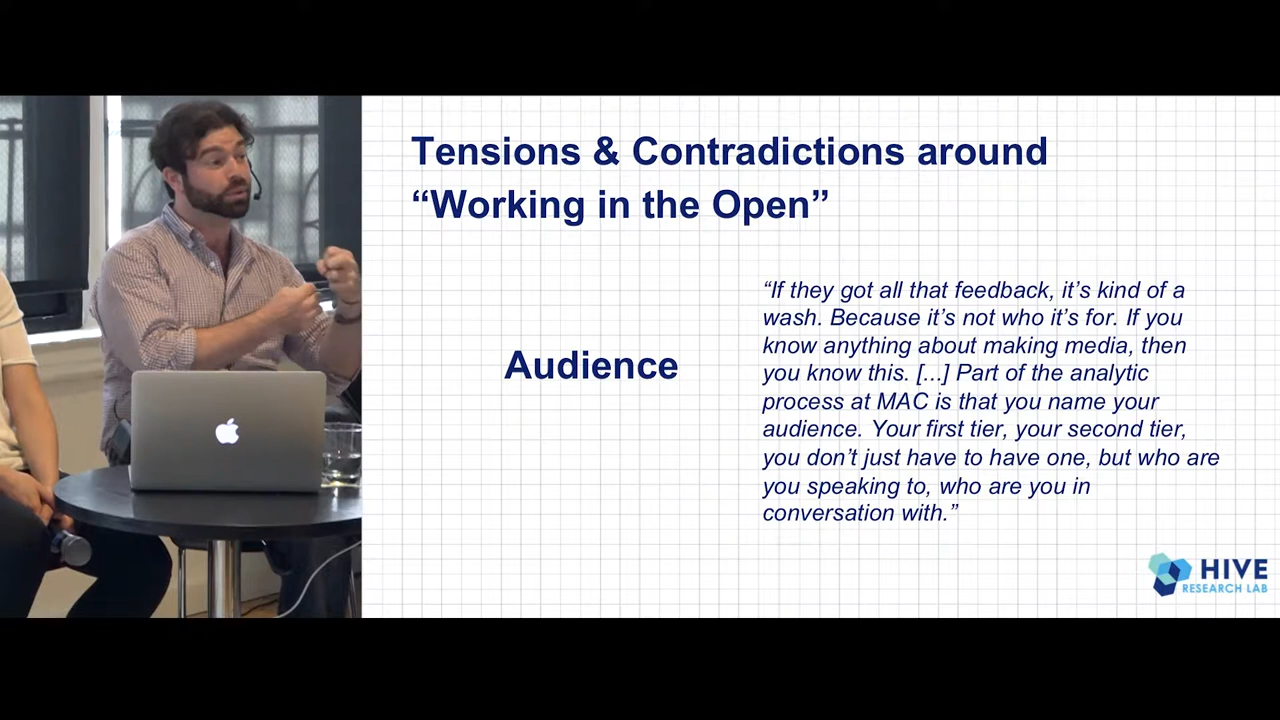 Tensions & Contradictions around
“Working in the Open”
Audience
“If they got all that feedback, it’s kind of a
wash. Because it’s not who it’s for. If you
know anything about making media, then
you know this. [...] Part of the analytic
process at MAC is that you name your
audience. Your first tier, your second tier,
you don’t just have to have one, but who are
you speaking to, who are you in
conversation with.”
HIVE
RESEARCH LAB